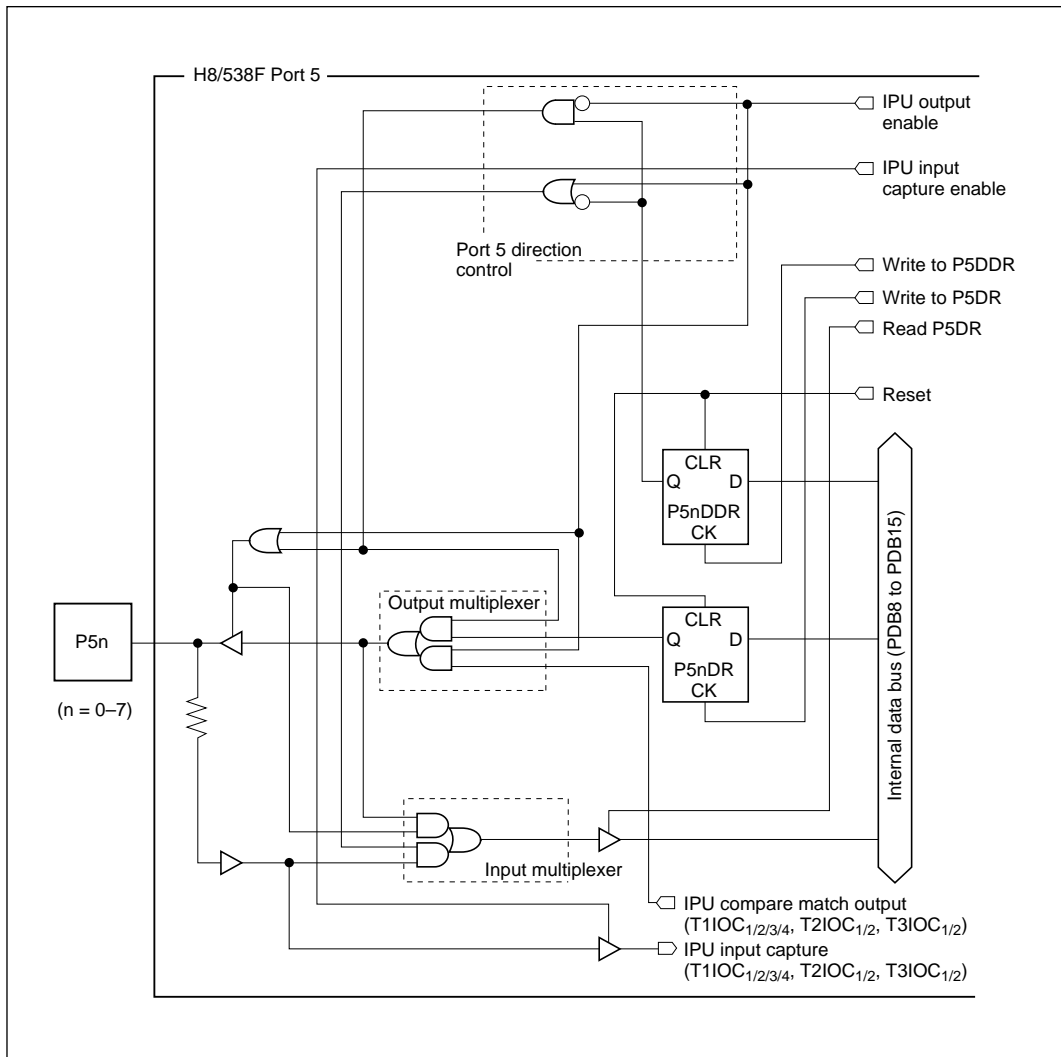 H8/538F Port 5
IPU output
enable
IPU input
capture enable
Port 5 direction
control
Write to P5DDR
Write to P5DR
Read P5DR
Reset
CLR
Q D
P5nDDR
CK
Internal data bus (PDB8 to PDB15)
Output multiplexer
P5n
(n = 0–7)
CLR
Q D
P5nDR
CK
Input multiplexer
IPU compare match output
(T1IOC1/2/3/4, T2IOC1/2, T3IOC1/2)
IPU input capture
(T1IOC1/2/3/4, T2IOC1/2, T3IOC1/2)